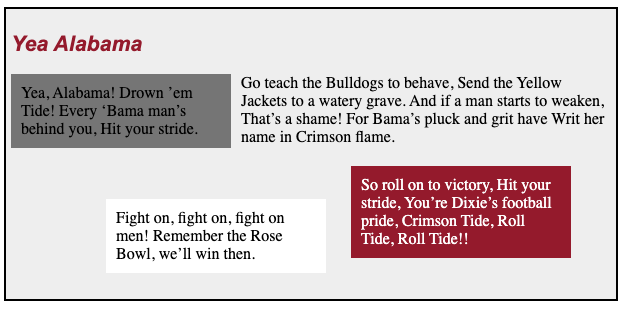 Yea Alabama
Yea, Alabama! Drown ’em
Tide! Every ‘Bama man’s
behind you, Hit your stride.
Go teach the Bulldogs to behave, Send the Yellow
Jackets to a watery grave. And if a man starts to weaken,
That’s a shame! For Bama’s pluck and grit have Writ her
name in Crimson flame.
Fight on, fight on, fight on
men! Remember the Rose
Bowl, we’ll win then.
So roll on to victory, Hit your
stride, You’re Dixie’s football
pride, Crimson Tide, Roll
Tide, Roll Tide!!